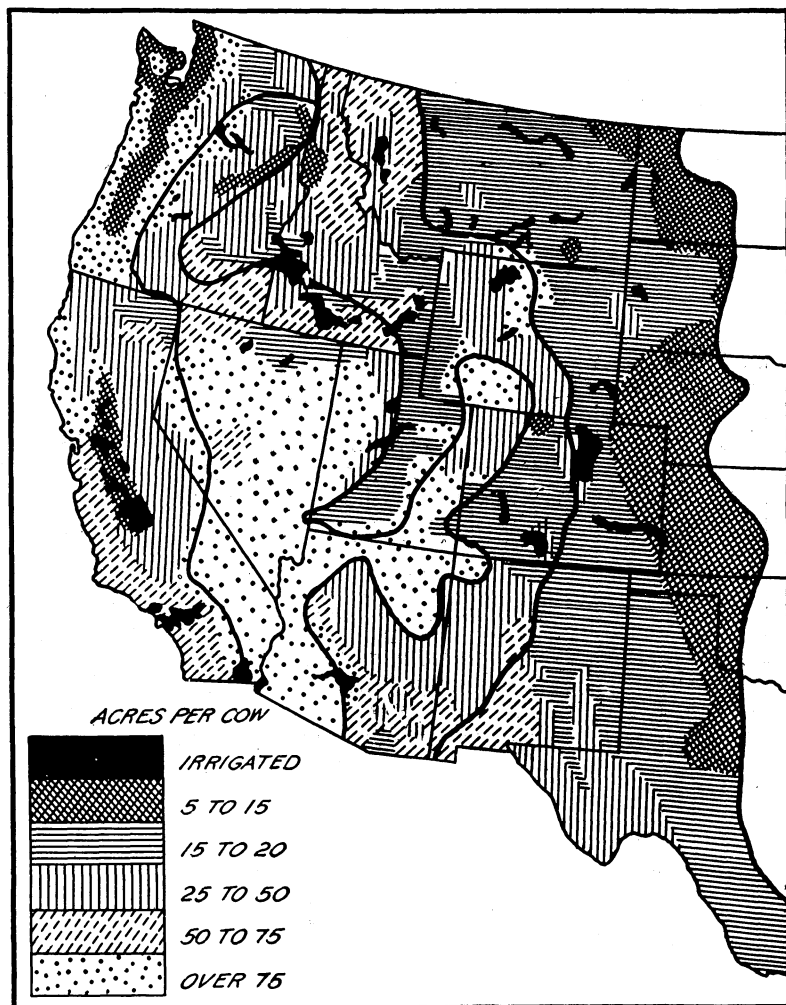 ACRES PER COW
IRRIGATED
5 TO 15
15 TO 20
25 TO 50
50 TO 75
OVER 75